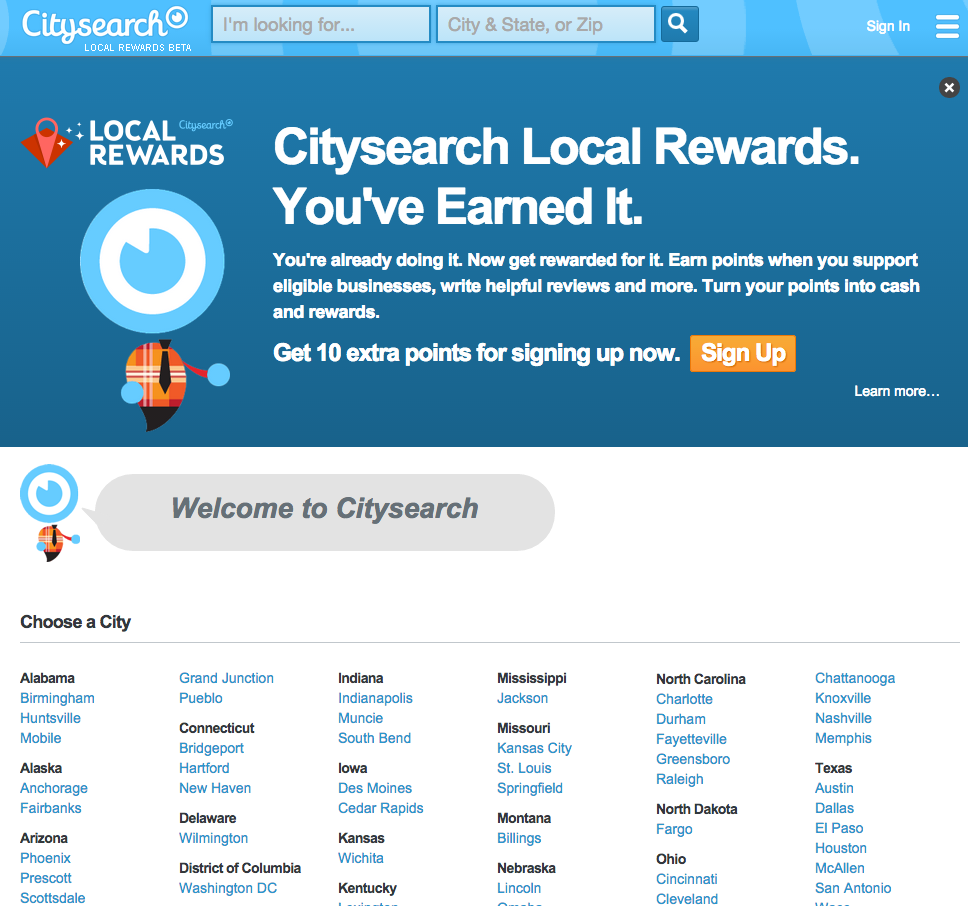 Citysearch
LOCAL REWARDS BETA
I'm looking for...
City & State, or Zip
Sign In
LOCAL Citysearch
REWARDS
Citysearch Local Rewards.
You've Earned It.
You're already doing it. Now get rewarded for it. Earn points when you support
eligible businesses, write helpful reviews and more. Turn your points into cash
and rewards.
Get 10 extra points for signing up now. Sign Up
Learn more...
Welcome to Citysearch
Choose a City
Alabama
Birmingham
Huntsville
Mobile
Alaska
Anchorage
Fairbanks
Arizona
Phoenix
Prescott
Scottsdale
Grand Junction
Pueblo
Connecticut
Bridgeport
Hartford
New Haven
Delaware
Wilmington
District of Columbia
Washington DC
Indiana
Indianapolis
Muncie
South Bend
Iowa
Des Moines
Cedar Rapids
Kansas
Wichita
Kentucky
Mississippi
Jackson
Missouri
Kansas City
St. Louis
Springfield
Montana
Billings
Nebraska
Lincoln
North Carolina
Charlotte
Durham
Fayetteville
Greensboro
Raleigh
North Dakota
Fargo
Ohio
Cincinnati
Cleveland
Chattanooga
Knoxville
Nashville
Memphis
Texas
Austin
Dallas
El Paso
Houston
McAllen
San Antonio